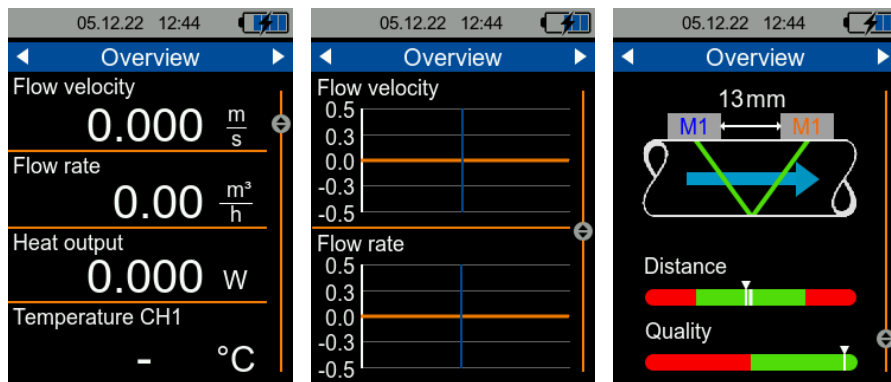 05.12.22 12:44
Overview
Flow velocity
0.000 m/s
Flow rate
0.00 m³/h
Heat output
0.000 W
Temperature CH1
- °C
05.12.22 12:44
Overview
Flow velocity
0.5
0.3
0.0
-0.3
-0.5
Flow rate
0.5
0.3
0.0
-0.3
-0.5
05.12.22 12:44
Overview
13mm
M1 M1
Distance
Quality